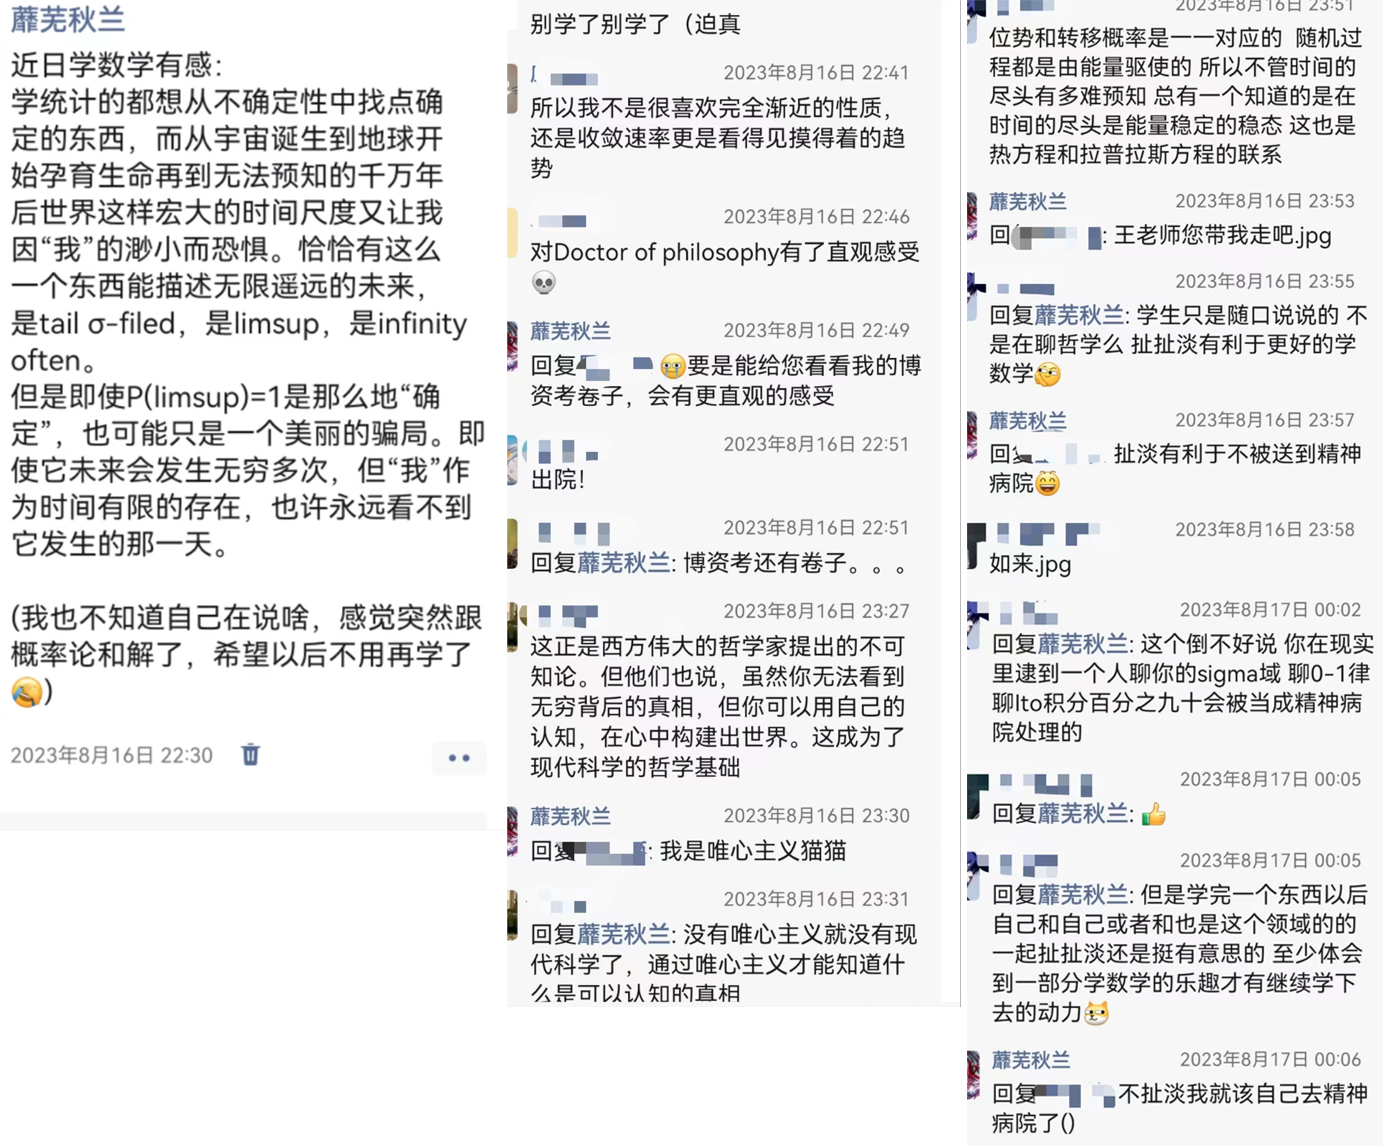 蘼芜秋兰
近日学数学有感：
学统计的都想从不确定性中找点确
定的东西，而从宇宙诞生到地球开
始孕育生命再到无法预知的千万年
后世界这样宏大的时间尺度又让我
因“我”的渺小而恐惧。恰恰有这么
一个东西能描述无限遥远的未来，
是tail σ-filed，是limsup，是infinity
often。
但是即使P(limsup)=1是那么地“确
定”，也可能只是一个美丽的骗局。即
使它未来会发生无穷多次，但“我”作
为时间有限的存在，也许永远看不到
它发生的那一天。
(我也不知道自己在说啥，感觉突然跟
概率论和解了，希望以后不用再学了
🤣)
2023年8月16日 22:30
别学了别学了（迫真
2023年8月16日 22:41
所以我不是很喜欢完全渐近的性质，
还是收敛速率更是看得见摸得着的趋
势
2023年8月16日 22:46
对Doctor of philosophy有了直观感受
💀
蘼芜秋兰 2023年8月16日 22:49
回复 😭要是能给您看看我的博
资考卷子，会有更直观的感受
2023年8月16日 22:51
出院！
2023年8月16日 22:51
回复蘼芜秋兰: 博资考还有卷子。。。
2023年8月16日 23:27
这正是西方伟大的哲学家提出的不可
知论。但他们也说，虽然你无法看到
无穷背后的真相，但你可以用自己的
认知，在心中构建出世界。这成为了
现代科学的哲学基础
蘼芜秋兰 2023年8月16日 23:30
回复 : 我是唯心主义猫猫
2023年8月16日 23:31
回复蘼芜秋兰: 没有唯心主义就没有现
代科学了，通过唯心主义才能知道什
么是可以认知的真相
2023年8月16日 23:51
位势和转移概率是一一对应的 随机过
程都是由能量驱使的 所以不管时间的
尽头有多难预知 总有一个知道的是在
时间的尽头是能量稳定的稳态 这也是
热方程和拉普拉斯方程的联系
蘼芜秋兰 2023年8月16日 23:53
回 : 王老师您带我走吧.jpg
2023年8月16日 23:55
回复蘼芜秋兰: 学生只是随口说说的 不
是在聊哲学么 扯扯淡有利于更好的学
数学🤔
蘼芜秋兰 2023年8月16日 23:57
回复 扯淡有利于不被送到精神
病院😄
2023年8月16日 23:58
如来.jpg
2023年8月17日 00:02
回复蘼芜秋兰: 这个倒不好说 你在现实
里逮到一个人聊你的sigma域 聊0-1律
聊Ito积分百分之九十会被当成精神病
院处理的
2023年8月17日 00:05
回复蘼芜秋兰: 👍
2023年8月17日 00:05
回复蘼芜秋兰: 但是学完一个东西以后
自己和自己或者和也是这个领域的的
一起扯扯淡还是挺有意思的 至少体会
到一部分学数学的乐趣才有继续学下
去的动力
蘼芜秋兰 2023年8月17日 00:06
回复 不扯淡我就该自己去精神
病院了()